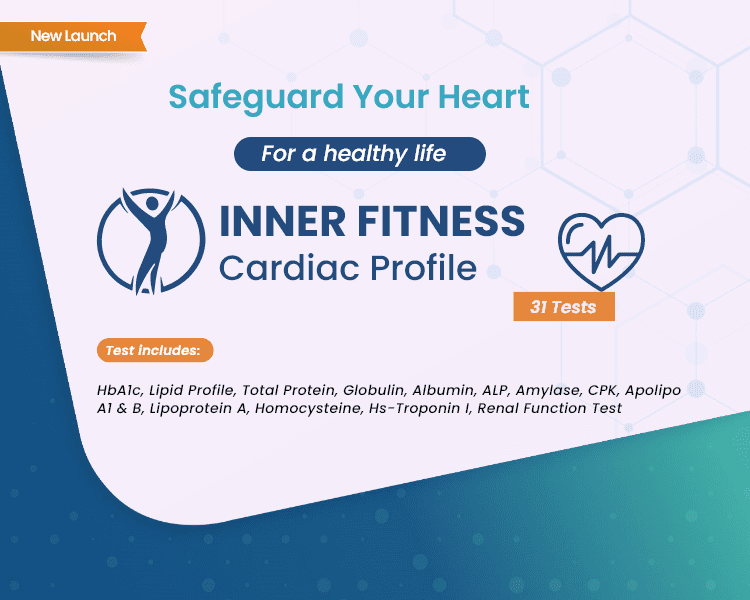 New Launch
Safeguard Your Heart
For a healthy life
INNER FITNESS
Cardiac Profile
31 Tests
Test includes:
HbA1c, Lipid Profile, Total Protein, Globulin, Albumin, ALP, Amylase, CPK, Apolipo
A1 & B, Lipoprotein A, Homocysteine, Hs-Troponin I, Renal Function Test